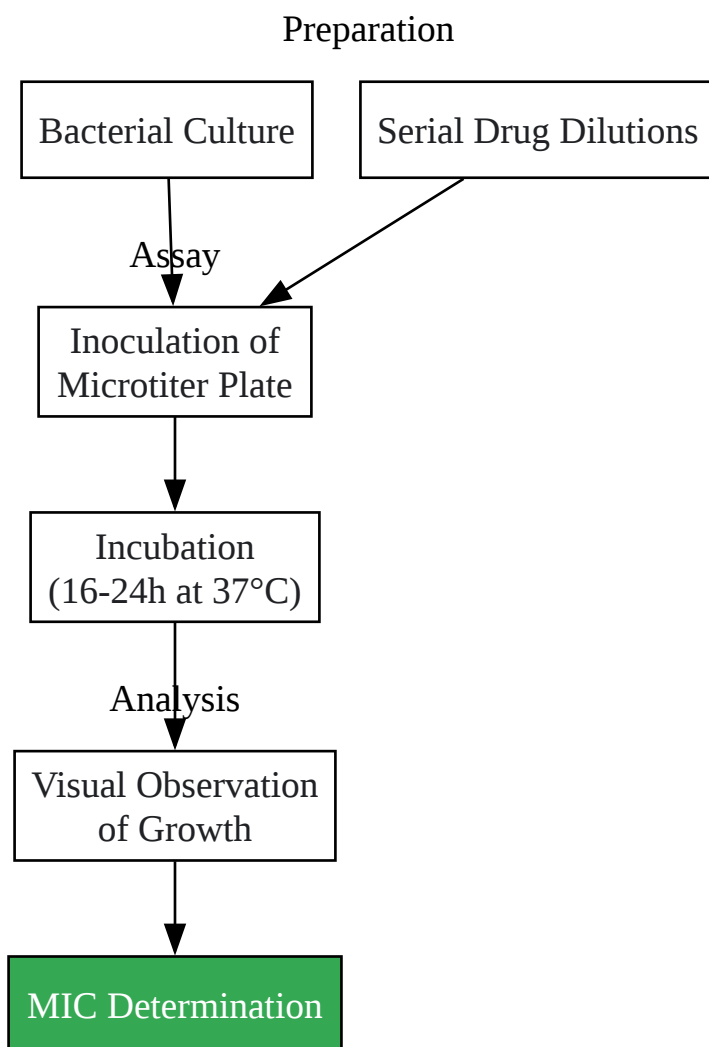 Preparation
Bacterial Culture
Serial Drug Dilutions
Assay
Inoculation of
Microtiter Plate
Incubation
(16-24h at 37°C)
Analysis
Visual Observation
of Growth
MIC Determination